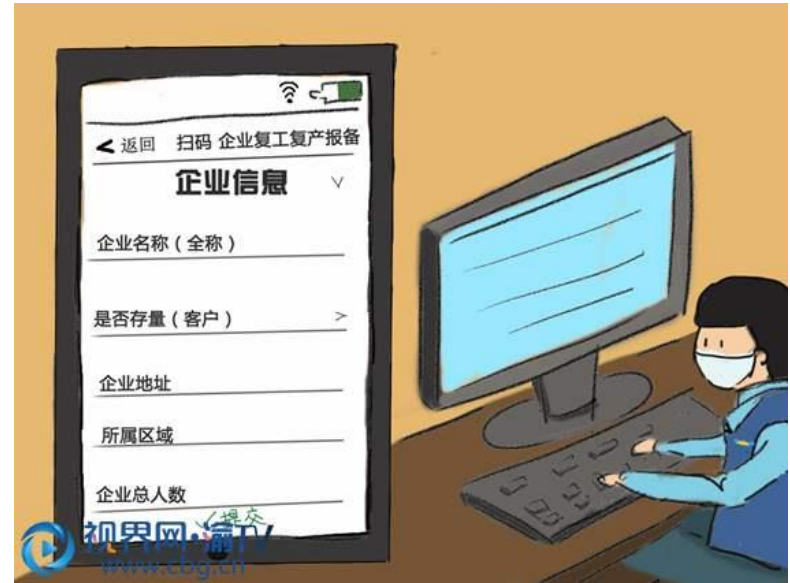 返回 扫码 企业复工复产报备
企业信息
企业名称（全称）
是否存量（客户）
企业地址
所属区域
企业总人数
提交
视界网·渝TV
www.cbg.cn